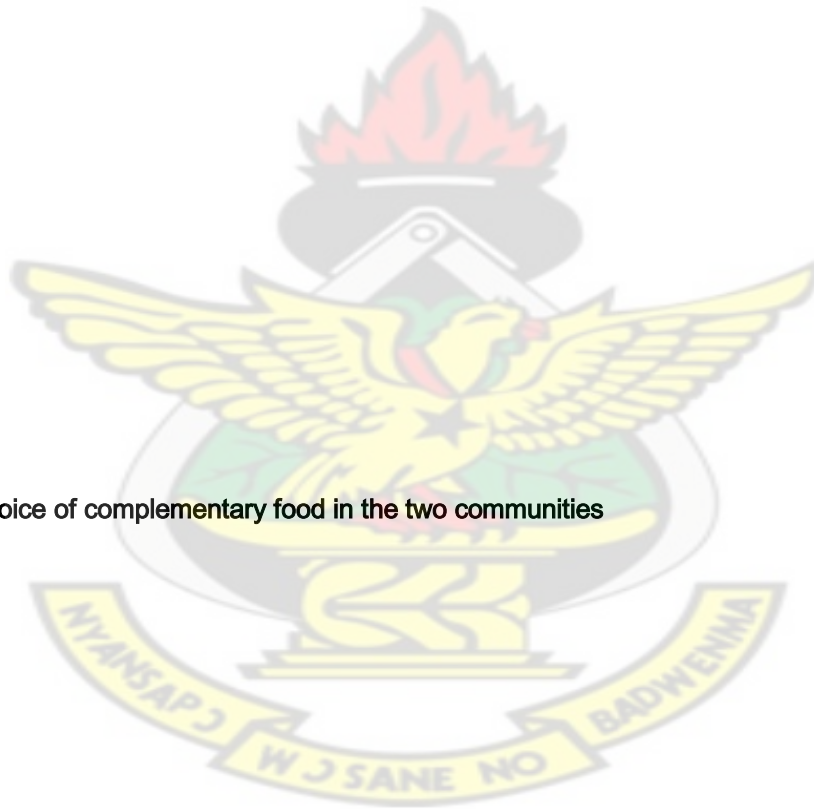 oice of complementary food in the two communities
NYANSAPƆ
WƆSANE NO
BADWENMA